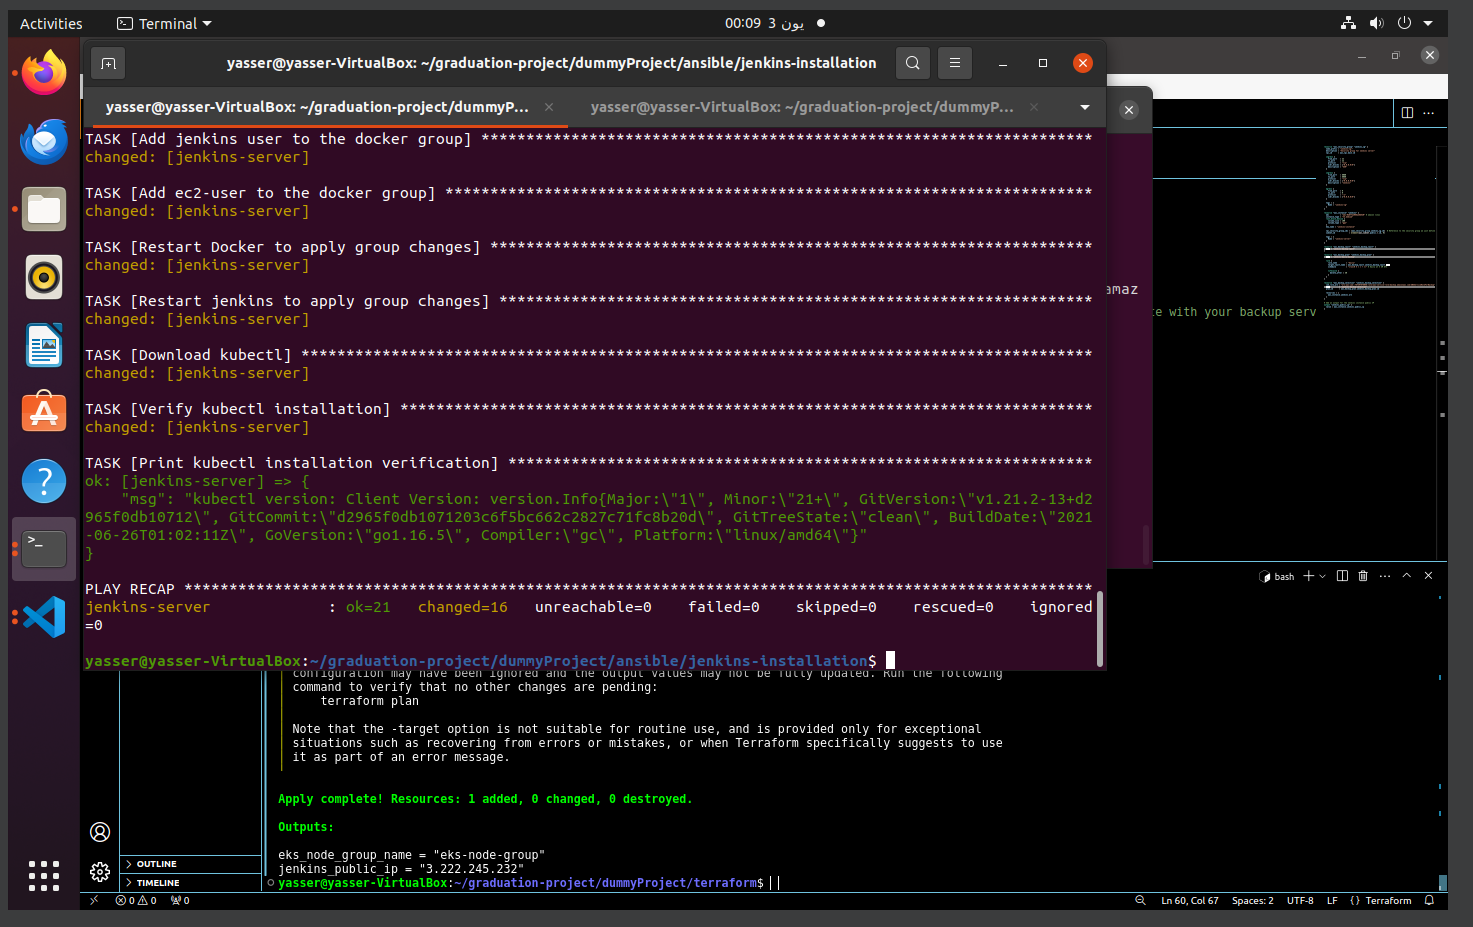 Activities
Terminal
00:09 3 يون
yasser@yasser-VirtualBox: ~/graduation-project/dummyProject/ansible/jenkins-installation
yasser@yasser-VirtualBox: ~/graduation-project/dummyP...
yasser@yasser-VirtualBox: ~/graduation-project/dummyP...
TASK [Add jenkins user to the docker group] ********************************************************************
changed: [jenkins-server]
TASK [Add ec2-user to the docker group] ************************************************************************
changed: [jenkins-server]
TASK [Restart Docker to apply group changes] *******************************************************************
changed: [jenkins-server]
TASK [Restart jenkins to apply group changes] ******************************************************************
changed: [jenkins-server]
TASK [Download kubectl] ****************************************************************************************
changed: [jenkins-server]
TASK [Verify kubectl installation] *****************************************************************************
changed: [jenkins-server]
TASK [Print kubectl installation verification] *****************************************************************
ok: [jenkins-server] => {
"msg": "kubectl version: Client Version: version.Info{Major:\"1\", Minor:\"21+\", GitVersion:\"v1.21.2-13+d2
965f0db10712\", GitCommit:\"d2965f0db1071203c6f5bc662c2827c71fc8b20d\", GitTreeState:\"clean\", BuildDate:\"2021
-06-26T01:02:11Z\", GoVersion:\"go1.16.5\", Compiler:\"gc\", Platform:\"linux/amd64\"}"
}
PLAY RECAP *****************************************************************************************************
jenkins-server : ok=21 changed=16 unreachable=0 failed=0 skipped=0 rescued=0 ignored
=0
yasser@yasser-VirtualBox:~/graduation-project/dummyProject/ansible/jenkins-installation$
amaz
te with your backup serv
bash
configuration may have been ignored and the output values may not be fully updated. Run the following
command to verify that no other changes are pending:
terraform plan
Note that the -target option is not suitable for routine use, and is provided only for exceptional
situations such as recovering from errors or mistakes, or when Terraform specifically suggests to use
it as part of an error message.
Apply complete! Resources: 1 added, 0 changed, 0 destroyed.
Outputs:
eks_node_group_name = "eks-node-group"
jenkins_public_ip = "3.222.245.232"
yasser@yasser-VirtualBox:~/graduation-project/dummyProject/terraform$
OUTLINE
TIMELINE
0 0 0
Ln 60, Col 67 Spaces: 2 UTF-8 LF {} Terraform